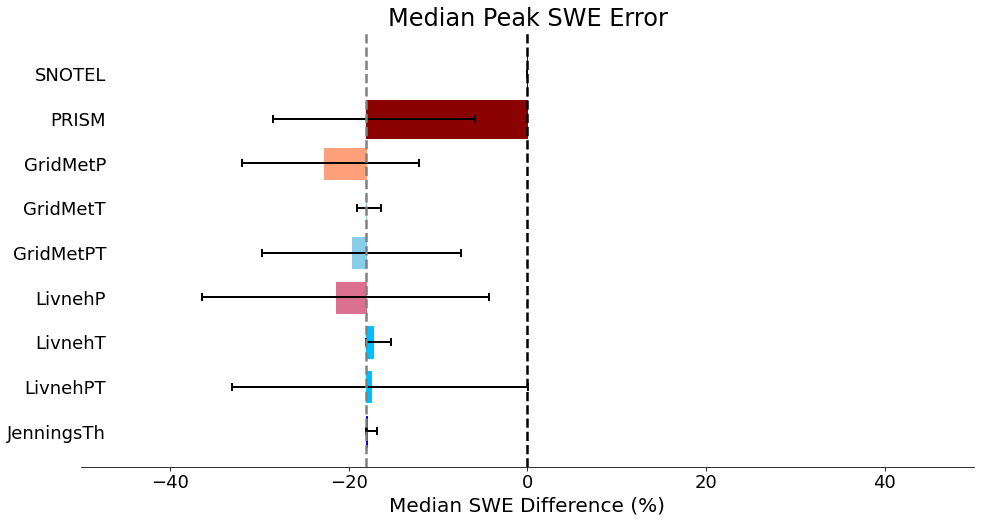 Median Peak SWE Error
SNOTEL
PRISM
GridMetP
GridMetT
GridMetPT
LivnehP
LivnehT
LivnehPT
JenningsTh
−40 −20 0 20 40
Median SWE Difference (%)